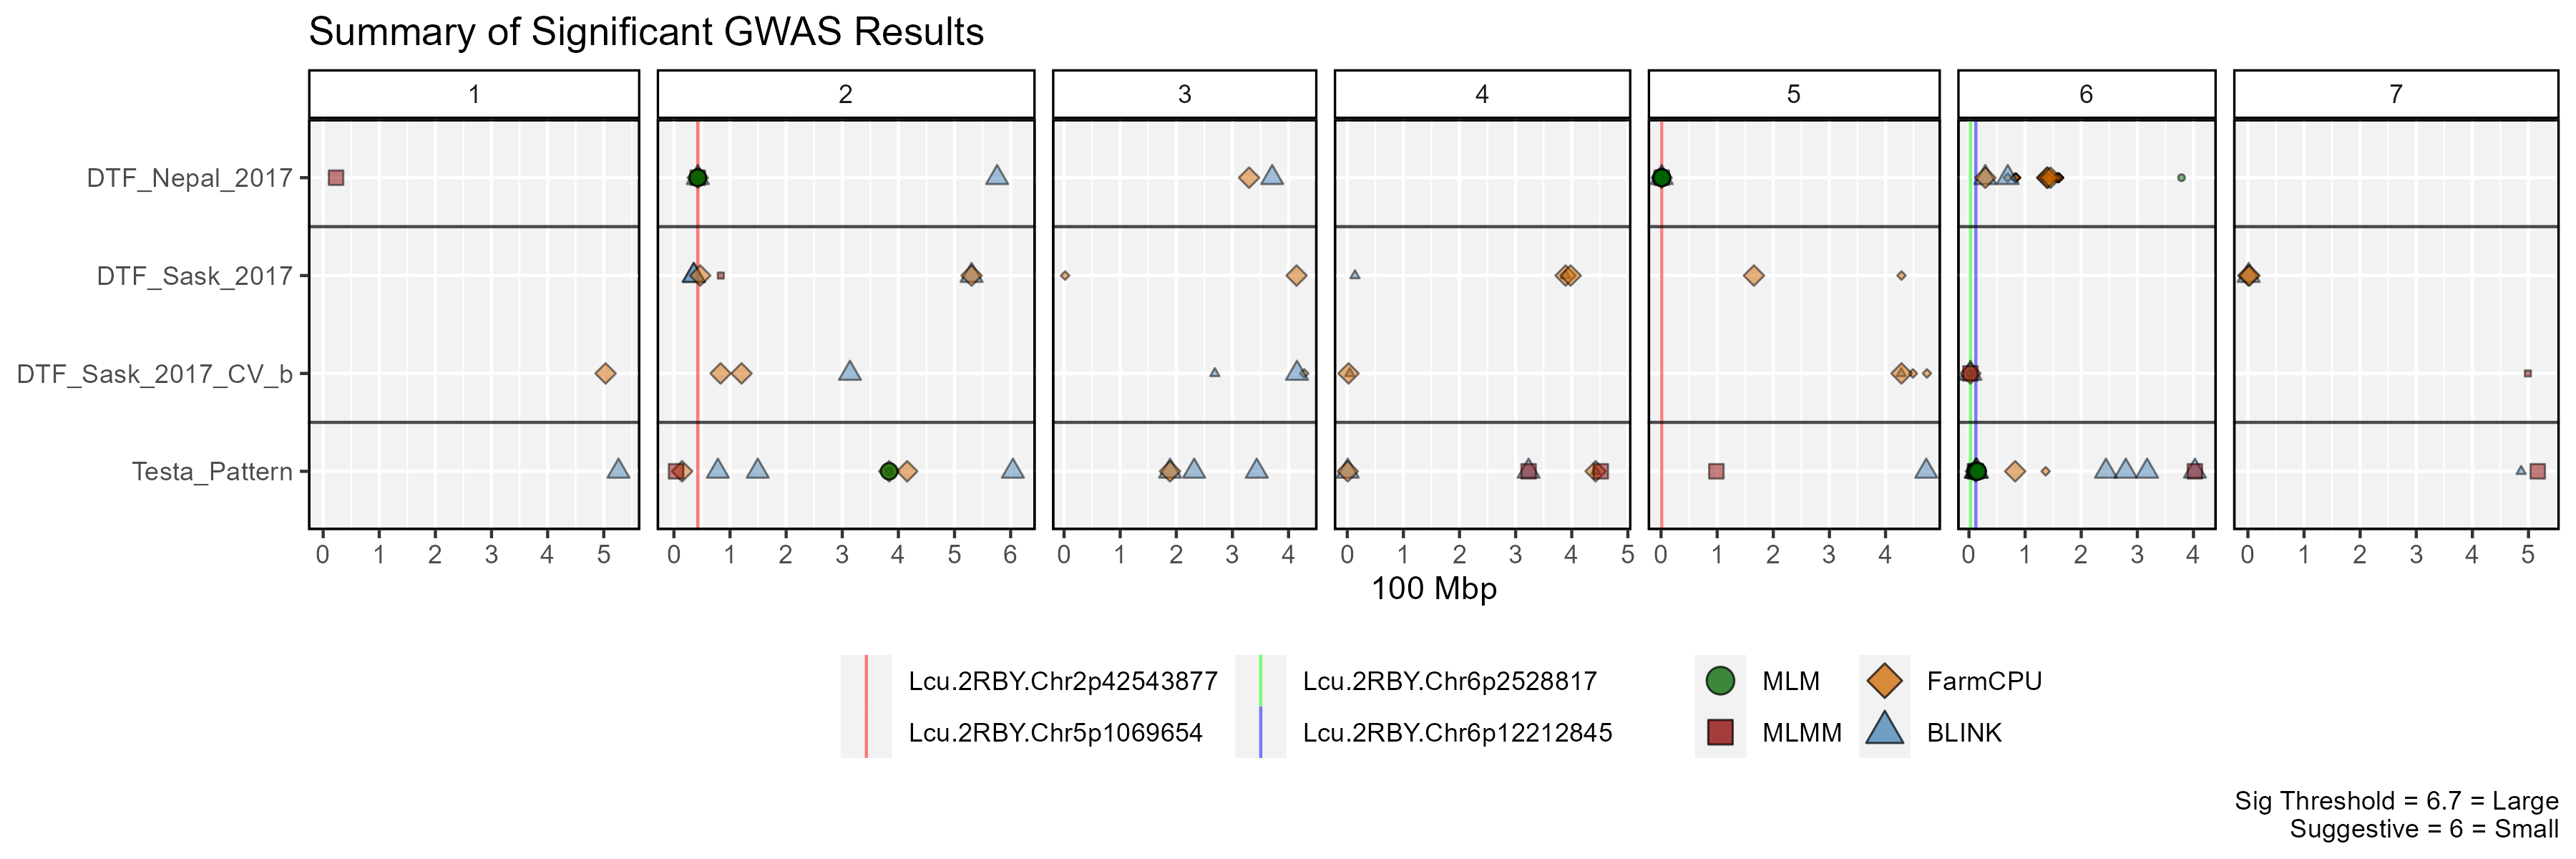 Summary of Significant GWAS Results
1 2 3 4 5 6 7
DTF_Nepal_2017
DTF_Sask_2017
DTF_Sask_2017_CV_b
Testa_Pattern
0 1 2 3 4 5 0 1 2 3 4 5 6 0 1 2 3 4 0 1 2 3 4 5 0 1 2 3 4 0 1 2 3 4 0 1 2 3 4 5
100 Mbp
Lcu.2RBY.Chr2p42543877 Lcu.2RBY.Chr6p2528817 MLM FarmCPU
Lcu.2RBY.Chr5p1069654 Lcu.2RBY.Chr6p12212845 MLMM BLINK
Sig Threshold = 6.7 = Large
Suggestive = 6 = Small